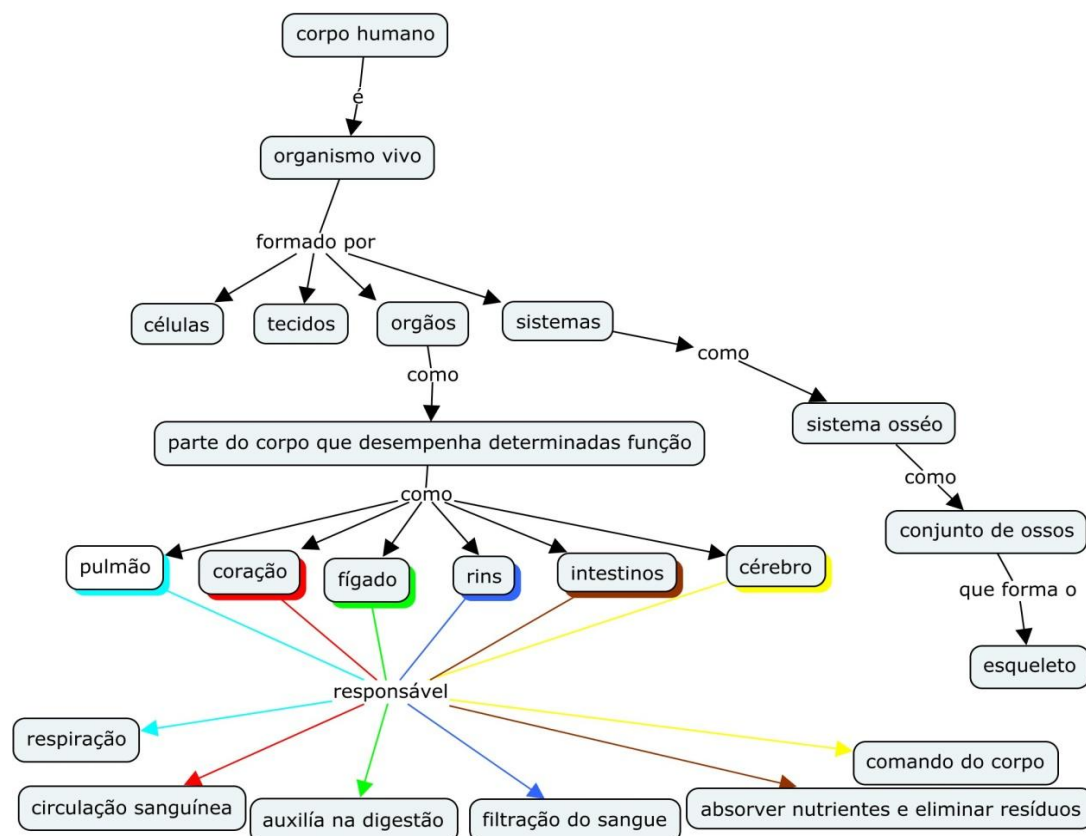 corpo humano
é
organismo vivo
formado por
células
tecidos
orgãos
sistemas
como
como
sistema osséo
parte do corpo que desempenha determinadas função
como
como
conjunto de ossos
pulmão
coração
fígado
rins
intestinos
cérebro
que forma o
esqueleto
responsável
respiração
comando do corpo
circulação sanguínea
auxilía na digestão
filtração do sangue
absorver nutrientes e eliminar resíduos